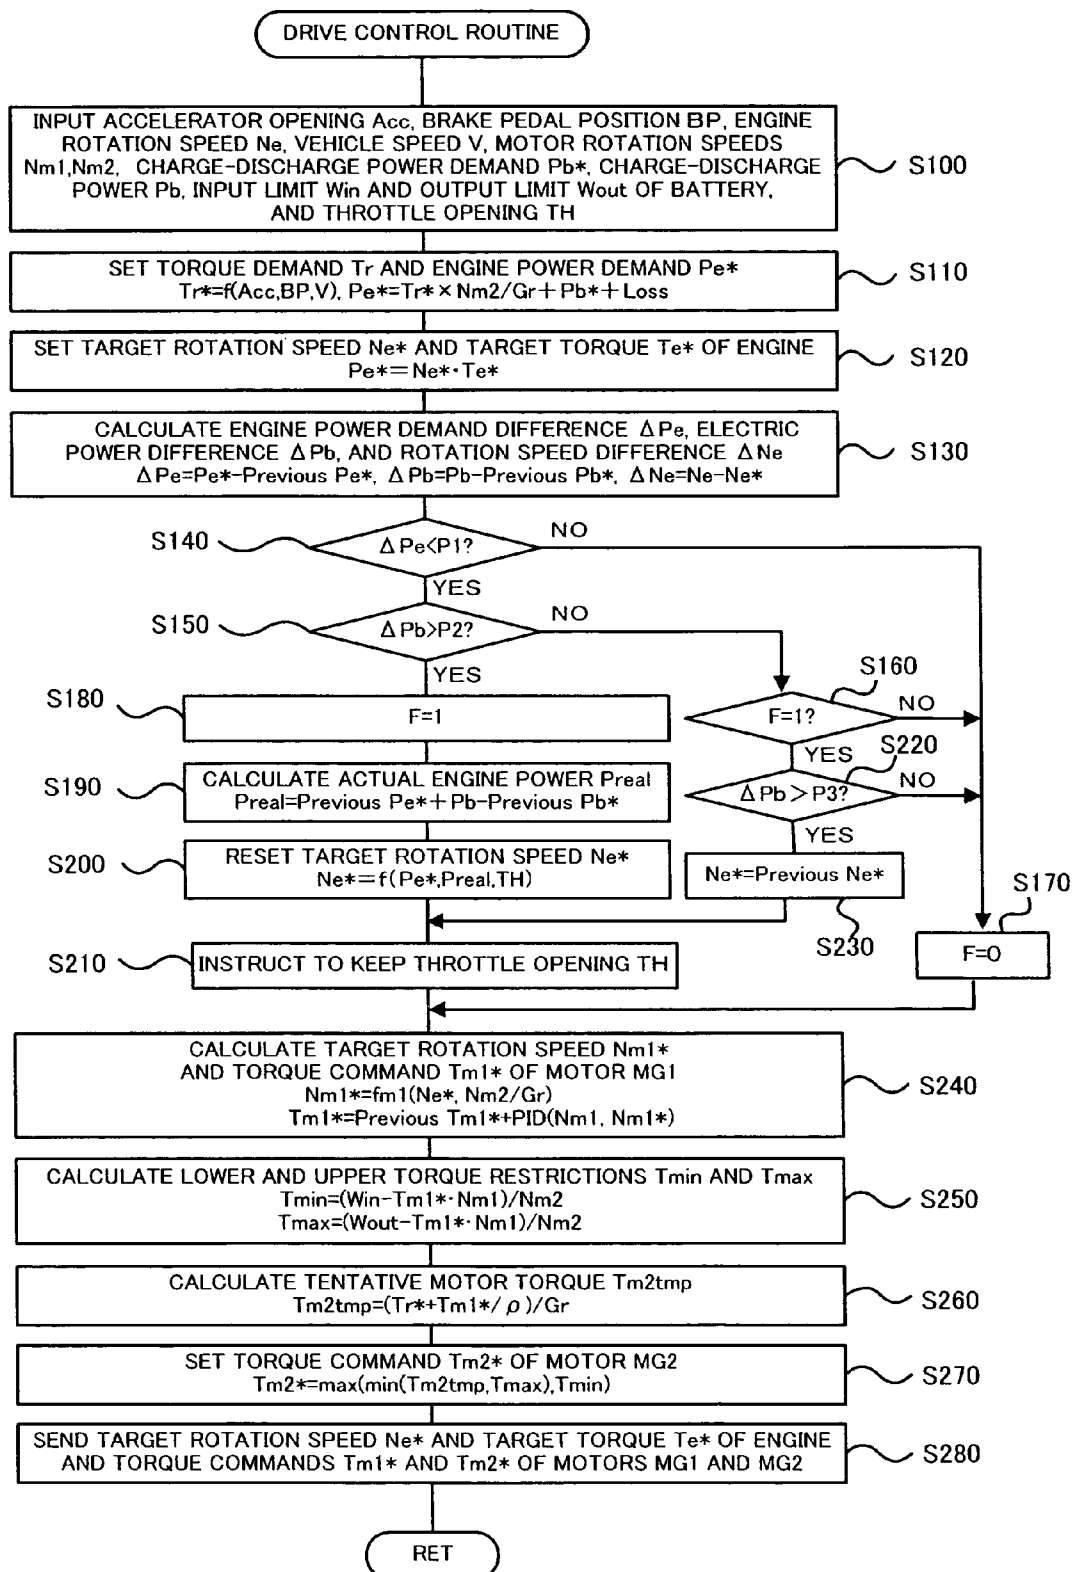 DRIVE CONTROL ROUTINE
INPUT ACCELERATOR OPENING Acc, BRAKE PEDAL POSITION BP, ENGINE
ROTATION SPEED Ne, VEHICLE SPEED V, MOTOR ROTATION SPEEDS
Nm1,Nm2, CHARGE-DISCHARGE POWER DEMAND Pb*, CHARGE-DISCHARGE
POWER Pb, INPUT LIMIT Win AND OUTPUT LIMIT Wout OF BATTERY,
AND THROTTLE OPENING TH
S100
SET TORQUE DEMAND Tr AND ENGINE POWER DEMAND Pe*
Tr*=f(Acc,BP,V), Pe*=Tr*×Nm2/Gr+Pb*+Loss
S110
SET TARGET ROTATION SPEED Ne* AND TARGET TORQUE Te* OF ENGINE
Pe*=Ne*·Te*
S120
CALCULATE ENGINE POWER DEMAND DIFFERENCE ΔPe, ELECTRIC
POWER DIFFERENCE ΔPb, AND ROTATION SPEED DIFFERENCE ΔNe
ΔPe=Pe*-Previous Pe*, ΔPb=Pb-Previous Pb*, ΔNe=Ne-Ne*
S130
S140
ΔPe<P1?
NO
YES
S150
ΔPb>P2?
NO
YES
S160
F=1?
NO
YES
S180
F=1
S220
ΔPb>P3?
NO
YES
S190
CALCULATE ACTUAL ENGINE POWER Preal
Preal=Previous Pe*+Pb-Previous Pb*
S200
RESET TARGET ROTATION SPEED Ne*
Ne*=f(Pe*,Preal,TH)
Ne*=Previous Ne*
S230
S170
F=0
S210
INSTRUCT TO KEEP THROTTLE OPENING TH
CALCULATE TARGET ROTATION SPEED Nm1*
AND TORQUE COMMAND Tm1* OF MOTOR MG1
Nm1*=fm1(Ne*, Nm2/Gr)
Tm1*=Previous Tm1*+PID(Nm1, Nm1*)
S240
CALCULATE LOWER AND UPPER TORQUE RESTRICTIONS Tmin AND Tmax
Tmin=(Win-Tm1*·Nm1)/Nm2
Tmax=(Wout-Tm1*·Nm1)/Nm2
S250
CALCULATE TENTATIVE MOTOR TORQUE Tm2tmp
Tm2tmp=(Tr*+Tm1*/ρ)/Gr
S260
SET TORQUE COMMAND Tm2* OF MOTOR MG2
Tm2*=max(min(Tm2tmp,Tmax),Tmin)
S270
SEND TARGET ROTATION SPEED Ne* AND TARGET TORQUE Te* OF ENGINE
AND TORQUE COMMANDS Tm1* AND Tm2* OF MOTORS MG1 AND MG2
S280
RET